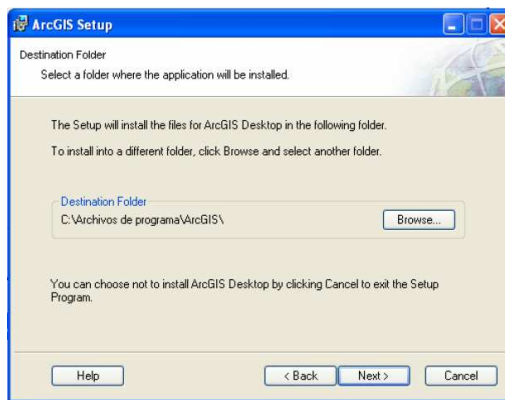 ArcGIS Setup
Destination Folder
Select a folder where the application will be installed.
The Setup will install the files for ArcGIS Desktop in the following folder.
To install into a different folder, click Browse and select another folder.
Destination Folder
C:\Archivos de programa\ArcGIS\
Browse...
You can choose not to install ArcGIS Desktop by clicking Cancel to exit the Setup
Program.
Help
< Back
Next >
Cancel